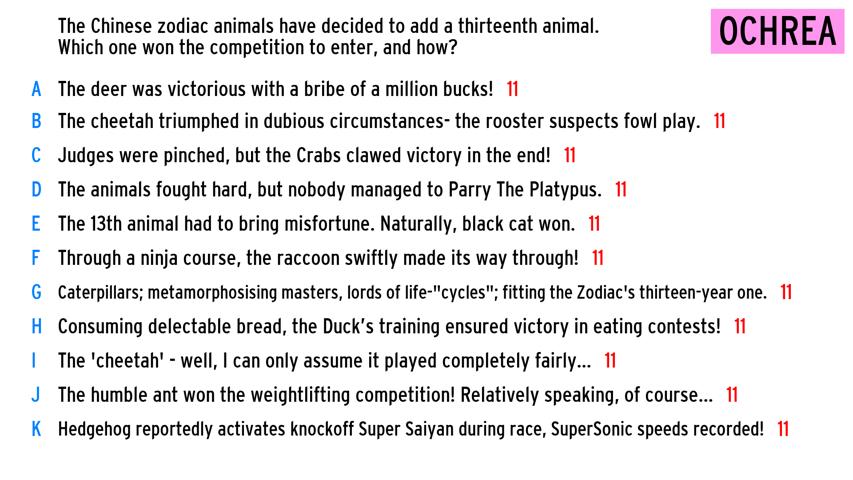 The Chinese zodiac animals have decided to add a thirteenth animal.
Which one won the competition to enter, and how?
OCHREA
A The deer was victorious with a bribe of a million bucks! 11
B The cheetah triumphed in dubious circumstances- the rooster suspects fowl play. 11
C Judges were pinched, but the Crabs clawed victory in the end! 11
D The animals fought hard, but nobody managed to Parry The Platypus. 11
E The 13th animal had to bring misfortune. Naturally, black cat won. 11
F Through a ninja course, the raccoon swiftly made its way through! 11
G Caterpillars; metamorphosising masters, lords of life-"cycles"; fitting the Zodiac's thirteen-year one. 11
H Consuming delectable bread, the Duck's training ensured victory in eating contests! 11
I The 'cheetah' - well, I can only assume it played completely fairly... 11
J The humble ant won the weightlifting competition! Relatively speaking, of course... 11
K Hedgehog reportedly activates knockoff Super Saiyan during race, SuperSonic speeds recorded! 11